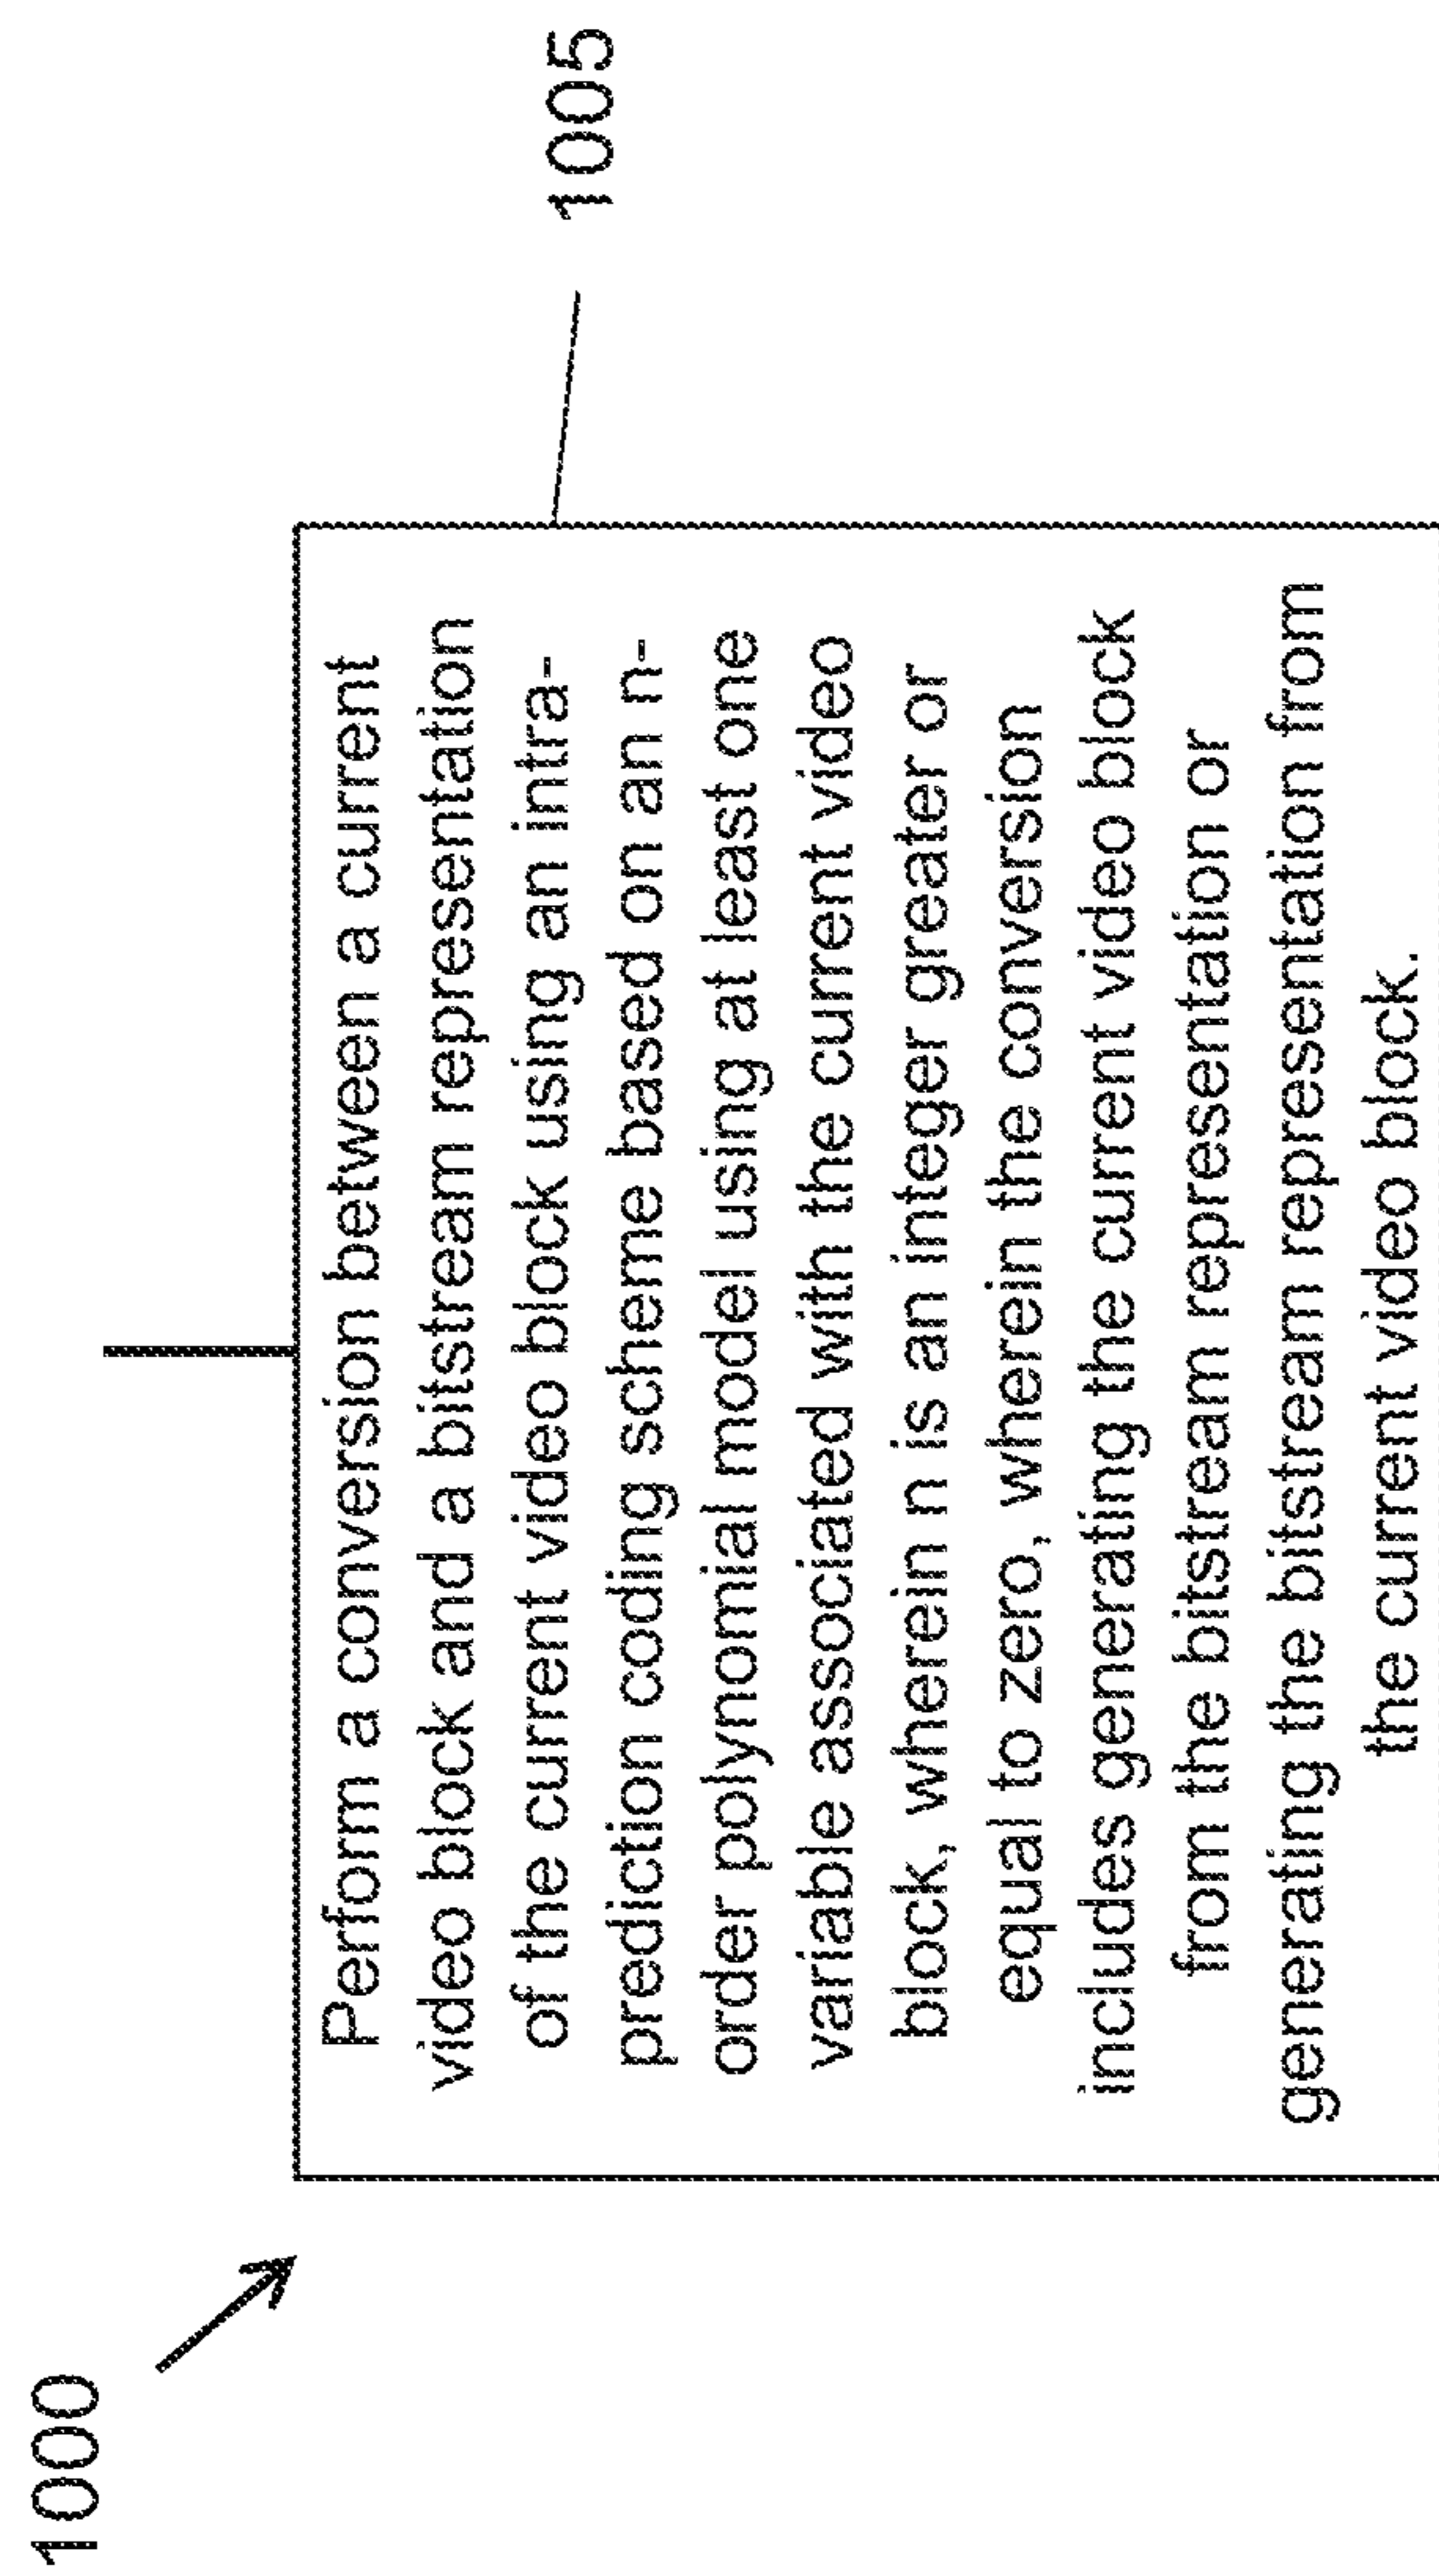 1000
Perform a conversion between a current
video block and a bitstream representation
of the current video block using an intra-
prediction coding scheme based on an n-
order polynomial model using at least one
variable associated with the current video
block, wherein n is an integer greater or
equal to zero, wherein the conversion
includes generating the current video block
from the bitstream representation or
generating the bitstream representation from
the current video block.
1005